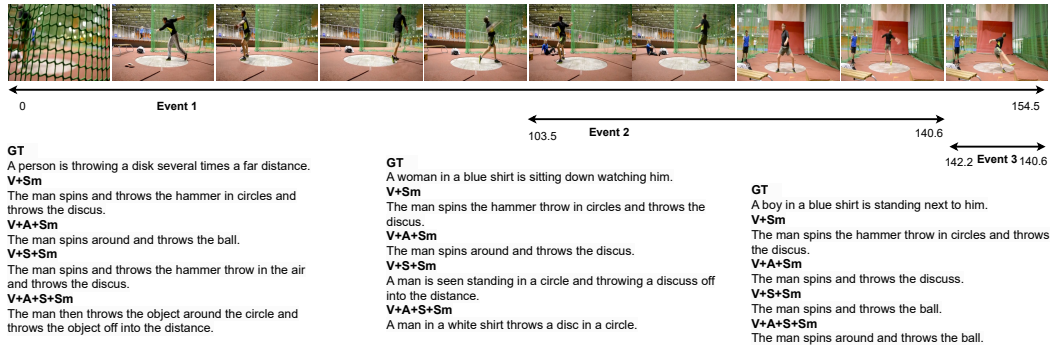 0
Event 1
154.5
103.5
Event 2
140.6
142.2
Event 3
140.6
GT
A person is throwing a disk several times a far distance.
V+Sm
The man spins and throws the hammer in circles and
throws the discus.
V+A+Sm
The man spins around and throws the ball.
V+S+Sm
The man spins and throws the hammer throw in the air
and throws the discus.
V+A+S+Sm
The man then throws the object around the circle and
throws the object off into the distance.
GT
A woman in a blue shirt is sitting down watching him.
V+Sm
The man spins the hammer throw in circles and throws the
discus.
V+A+Sm
The man spins around and throws the discus.
V+S+Sm
A man is seen standing in a circle and throwing a discuss off
into the distance.
V+A+S+Sm
A man in a white shirt throws a disc in a circle.
GT
A boy in a blue shirt is standing next to him.
V+Sm
The man spins the hammer throw in circles and throws
the discus.
V+A+Sm
The man spins and throws the discuss.
V+S+Sm
The man spins and throws the ball.
V+A+S+Sm
The man spins around and throws the ball.